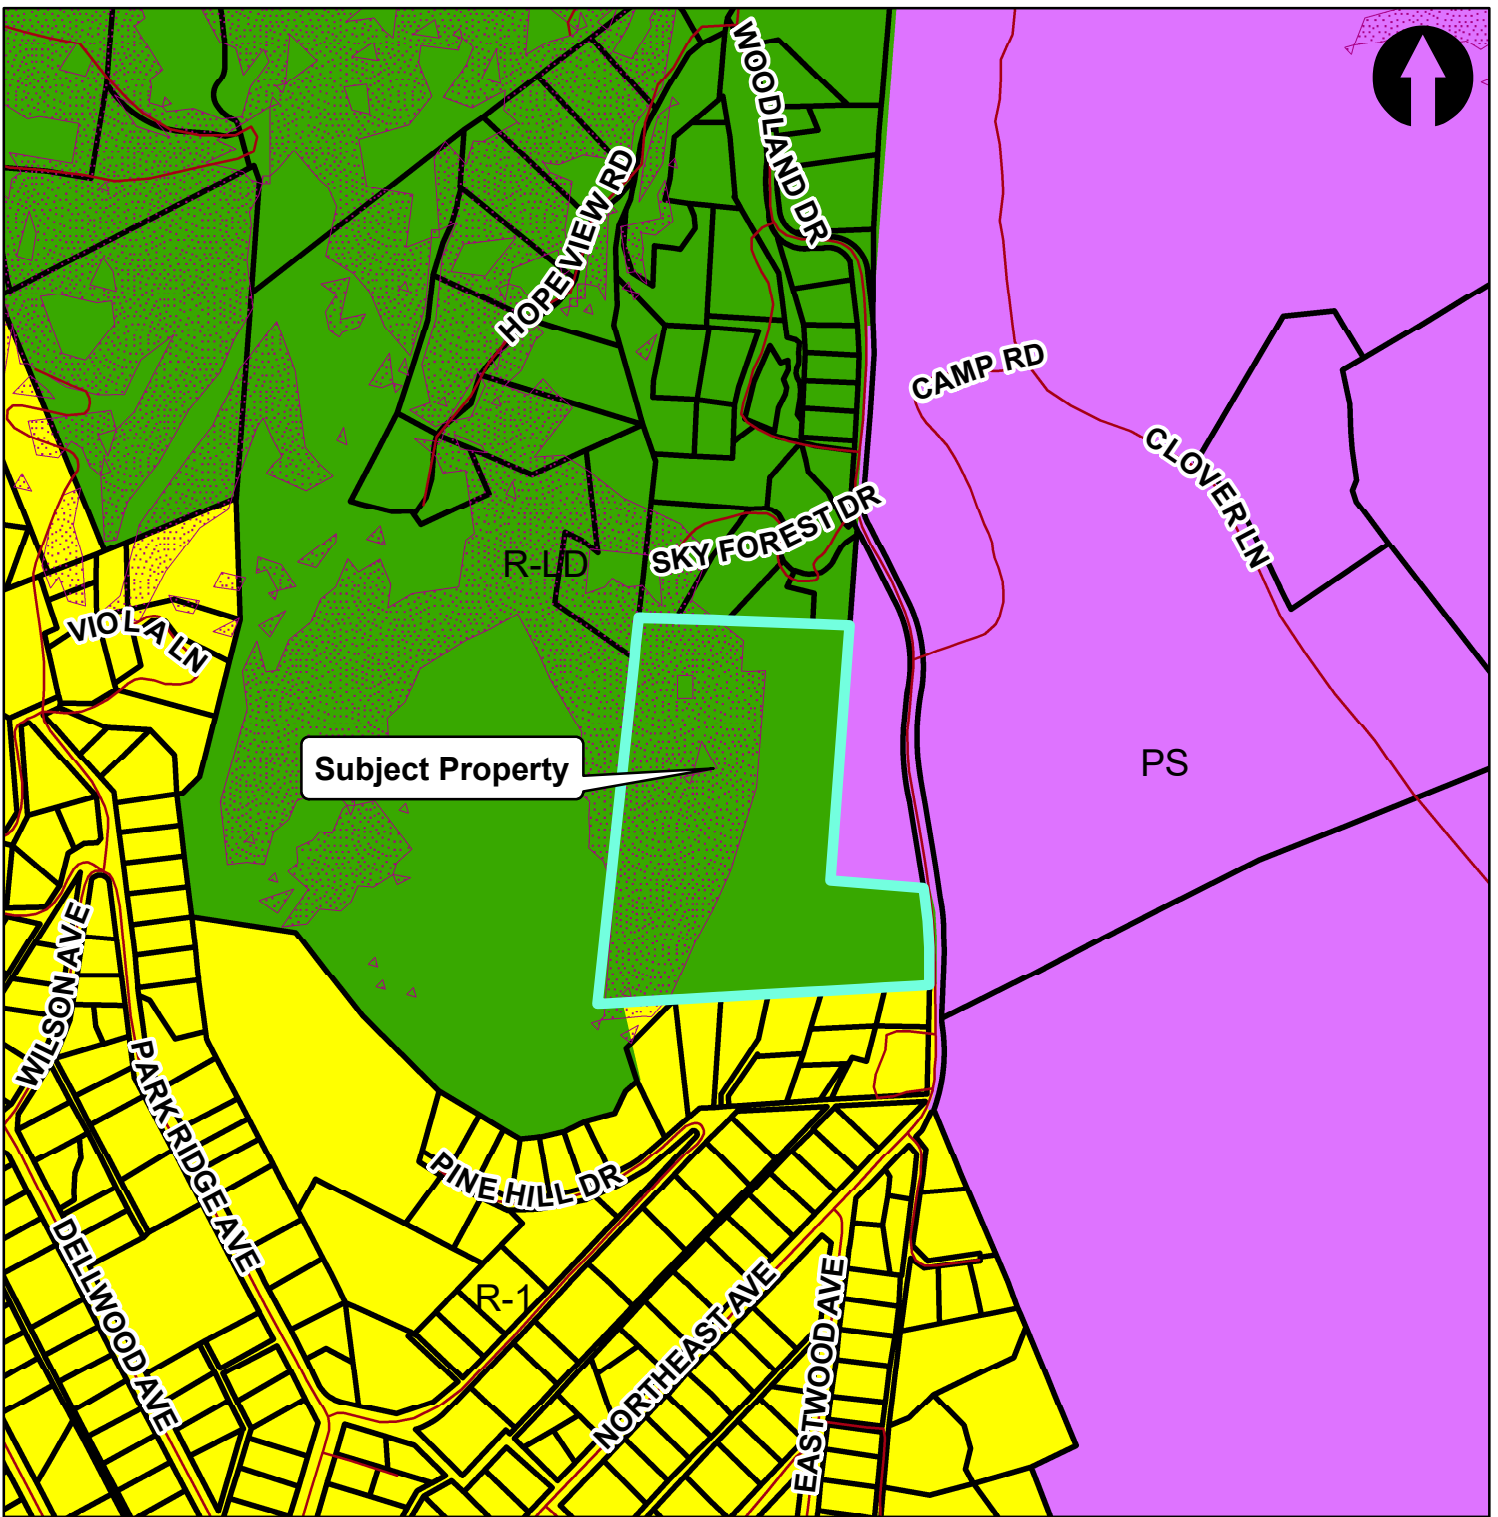 WOODLAND DR
HOPE VIEW RD
CAMP RD
CLOVER LN
SKY FOREST DR
R-LD
VIOLA LN
Subject Property
PS
WILSON AVE
PARK RIDGE AVE
PINE HILL DR
DELLWOOD AVE
R-1
NORTHEAST AVE
EASTWOOD AVE